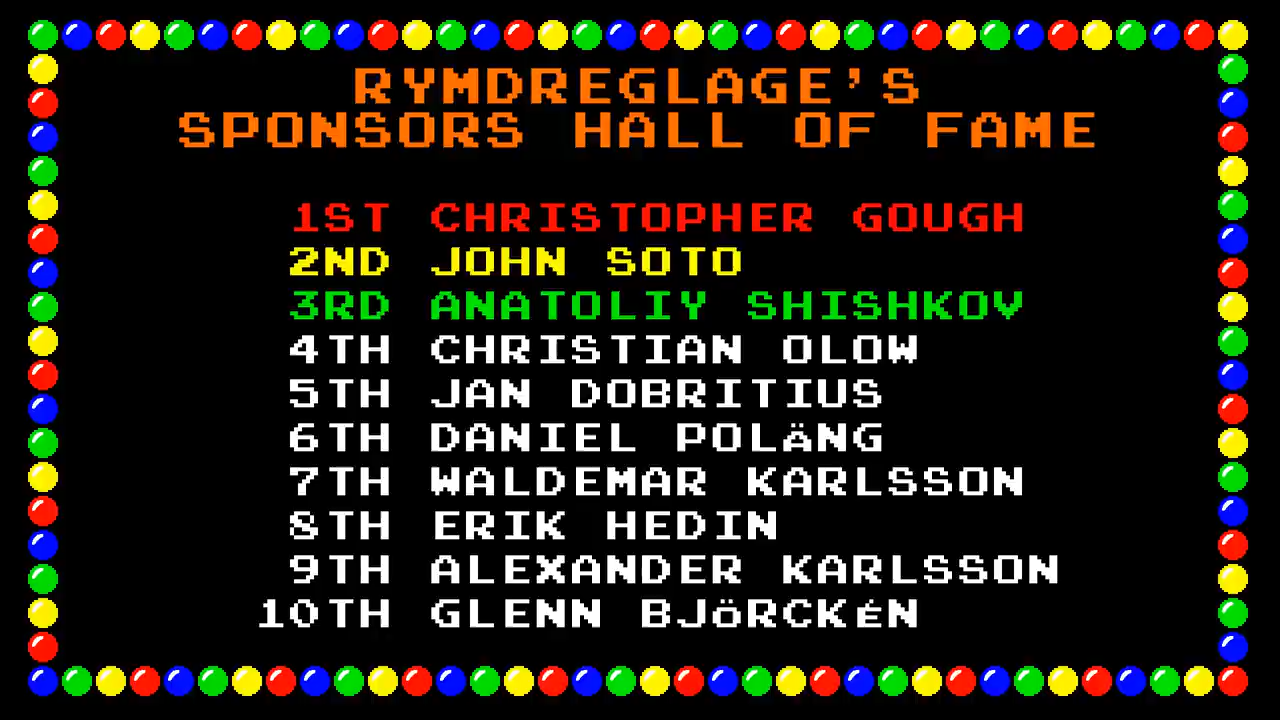 RYMDREGLAGE'S
SPONSORS HALL OF FAME
1ST CHRISTOPHER GOUGH
2ND JOHN SOTO
3RD ANATOLIY SHISHKOV
4TH CHRISTIAN OLOW
5TH JAN DOBRITIUS
6TH DANIEL POLäNG
7TH WALDEMAR KARLSSON
8TH ERIK HEDIN
9TH ALEXANDER KARLSSON
10TH GLENN BJöRCKéN